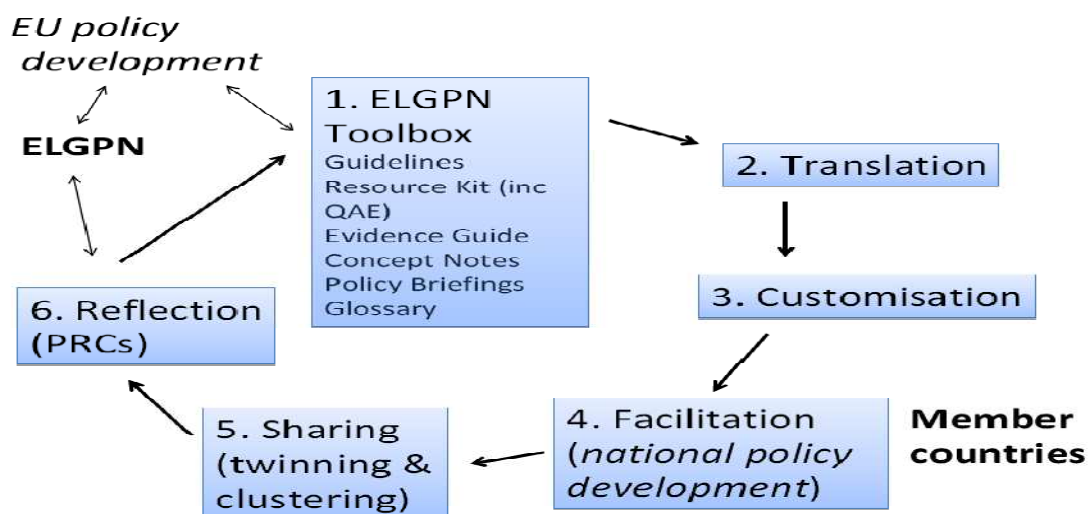 EU policy
development
ELGPN
1. ELGPN
Toolbox
Guidelines
Resource Kit (inc
QAE)
Evidence Guide
Concept Notes
Policy Briefings
Glossary
2. Translation
3. Customisation
4. Facilitation
(national policy
development)
Member
countries
5. Sharing
(twinning &
clustering)
6. Reflection
(PRCs)